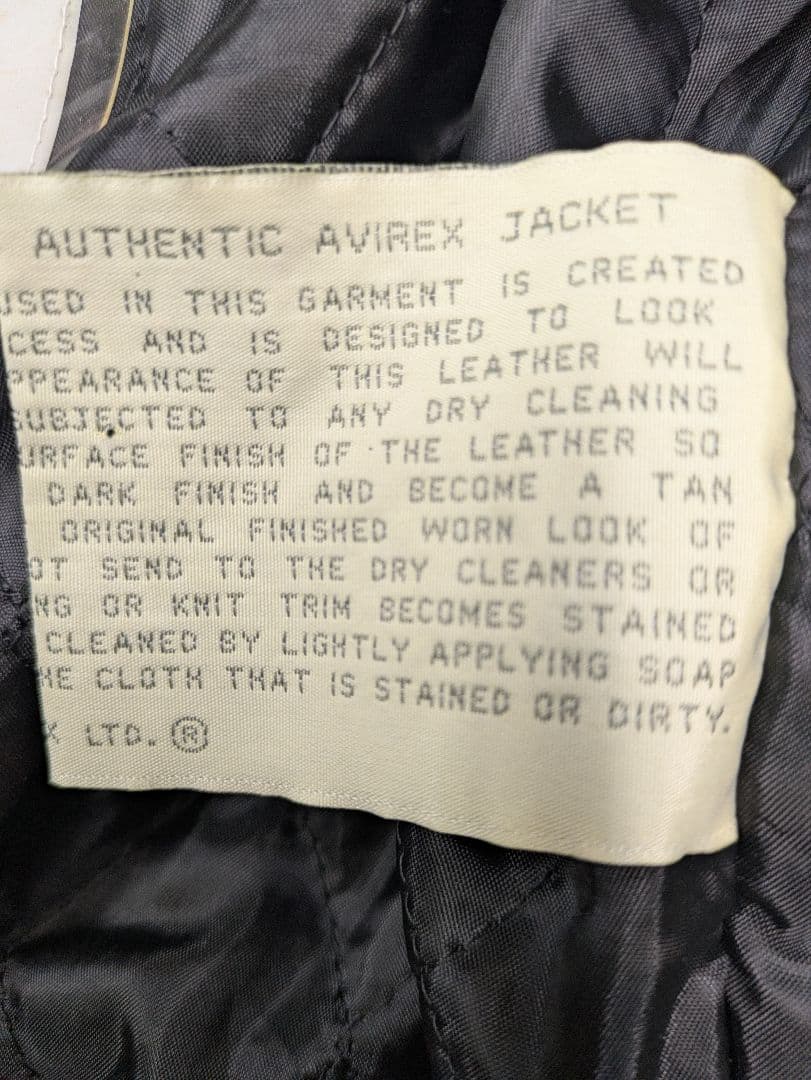 AUTHENTIC AVIREX JACKET
USED IN THIS GARMENT IS CREATED
CESS AND IS DESIGNED TO LOOK
PPEARANCE OF THIS LEATHER WILL
SUBJECTED TO ANY DRY CLEANING
URFACE FINISH OF THE LEATHER SO
DARK FINISH AND BECOME A TAN
ORIGINAL FINISHED WORN LOOK OF
OT SEND TO THE DRY CLEANERS OR
NG OR KNIT TRIM BECOMES STAINED
CLEANED BY LIGHTLY APPLYING SOAP
HE CLOTH THAT IS STAINED OR DIRTY.
X LTD. ®